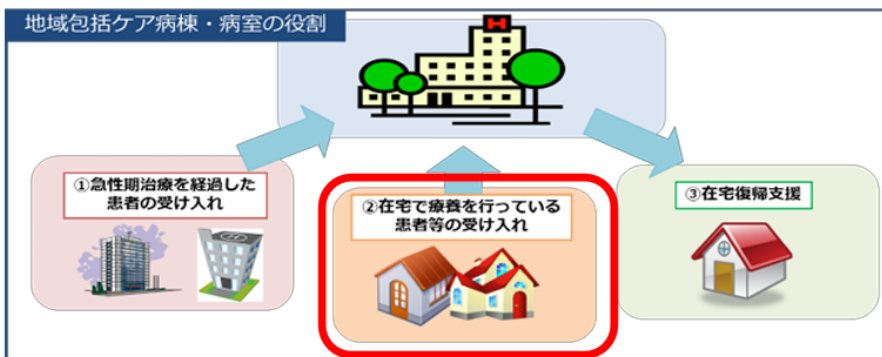 地域包括ケア病棟・病室の役割
H
①急性期治療を経過した
患者の受け入れ
②在宅で療養を行っている
患者等の受け入れ
③在宅復帰支援